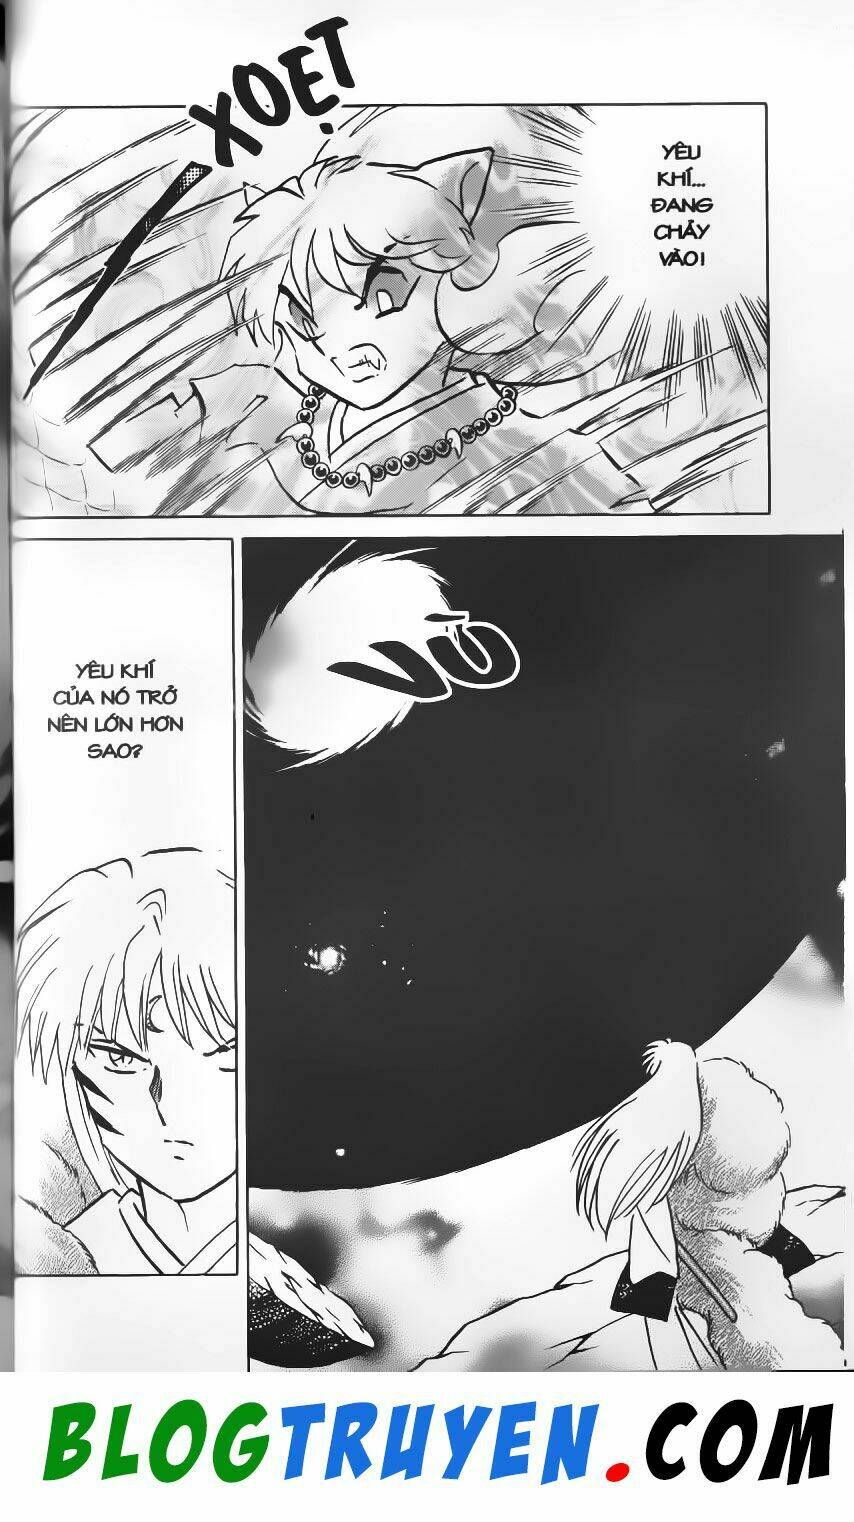 XOẸT
YÊU
KHÍ...
ĐANG
CHẢY
VÀO!
VÙ
YÊU KHÍ
CỦA NÓ TRỞ
NÊN LỚN HƠN
SAO?
BLOGTRUYEN.COM